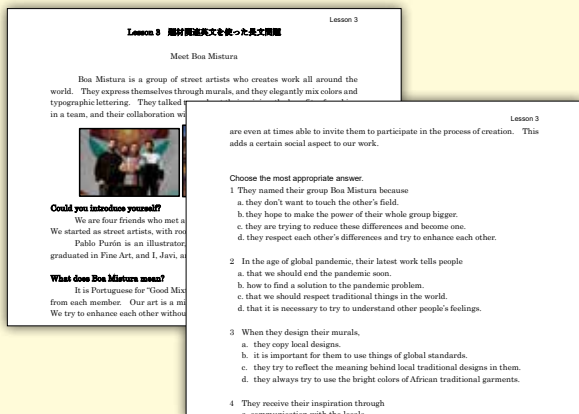 Lesson 3
Lesson 3 題材関連英文を使った長文問題
Meet Boa Mistura
Boa Mistura is a group of street artists who creates work all around the
world. They express themselves through murals, and they elegantly mix colors and
typographic lettering. They talked
in a team, and their collaboration wi
Could you introduce yourself?
We are four friends who met a
We started as street artists, with roo
Pablo Purón is an illustrator,
graduated in Fine Art, and I, Javi, a
What does Boa Mistura mean?
It is Portuguese for "Good Mix
from each member. Our art is a mi
We try to enhance each other withou
Lesson 3
are even at times able to invite them to participate in the process of creation. This
adds a certain social aspect to our work.
Choose the most appropriate answer.
1 They named their group Boa Mistura because
a. they don't want to touch the other's field.
b. they hope to make the power of their whole group bigger.
c. they are trying to reduce these differences and become one.
d. they respect each other's differences and try to enhance each other.
2 In the age of global pandemic, their latest work tells people
a. that we should end the pandemic soon.
b. how to find a solution to the pandemic problem.
c. that we should respect traditional things in the world.
d. that it is necessary to try to understand other people's feelings.
3 When they design their murals,
a. they copy local designs.
b. it is important for them to use things of global standards.
c. they try to reflect the meaning behind local traditional designs in them.
d. they always try to use the bright colors of African traditional garments.
4 They receive their inspiration through
a. communication with the locals